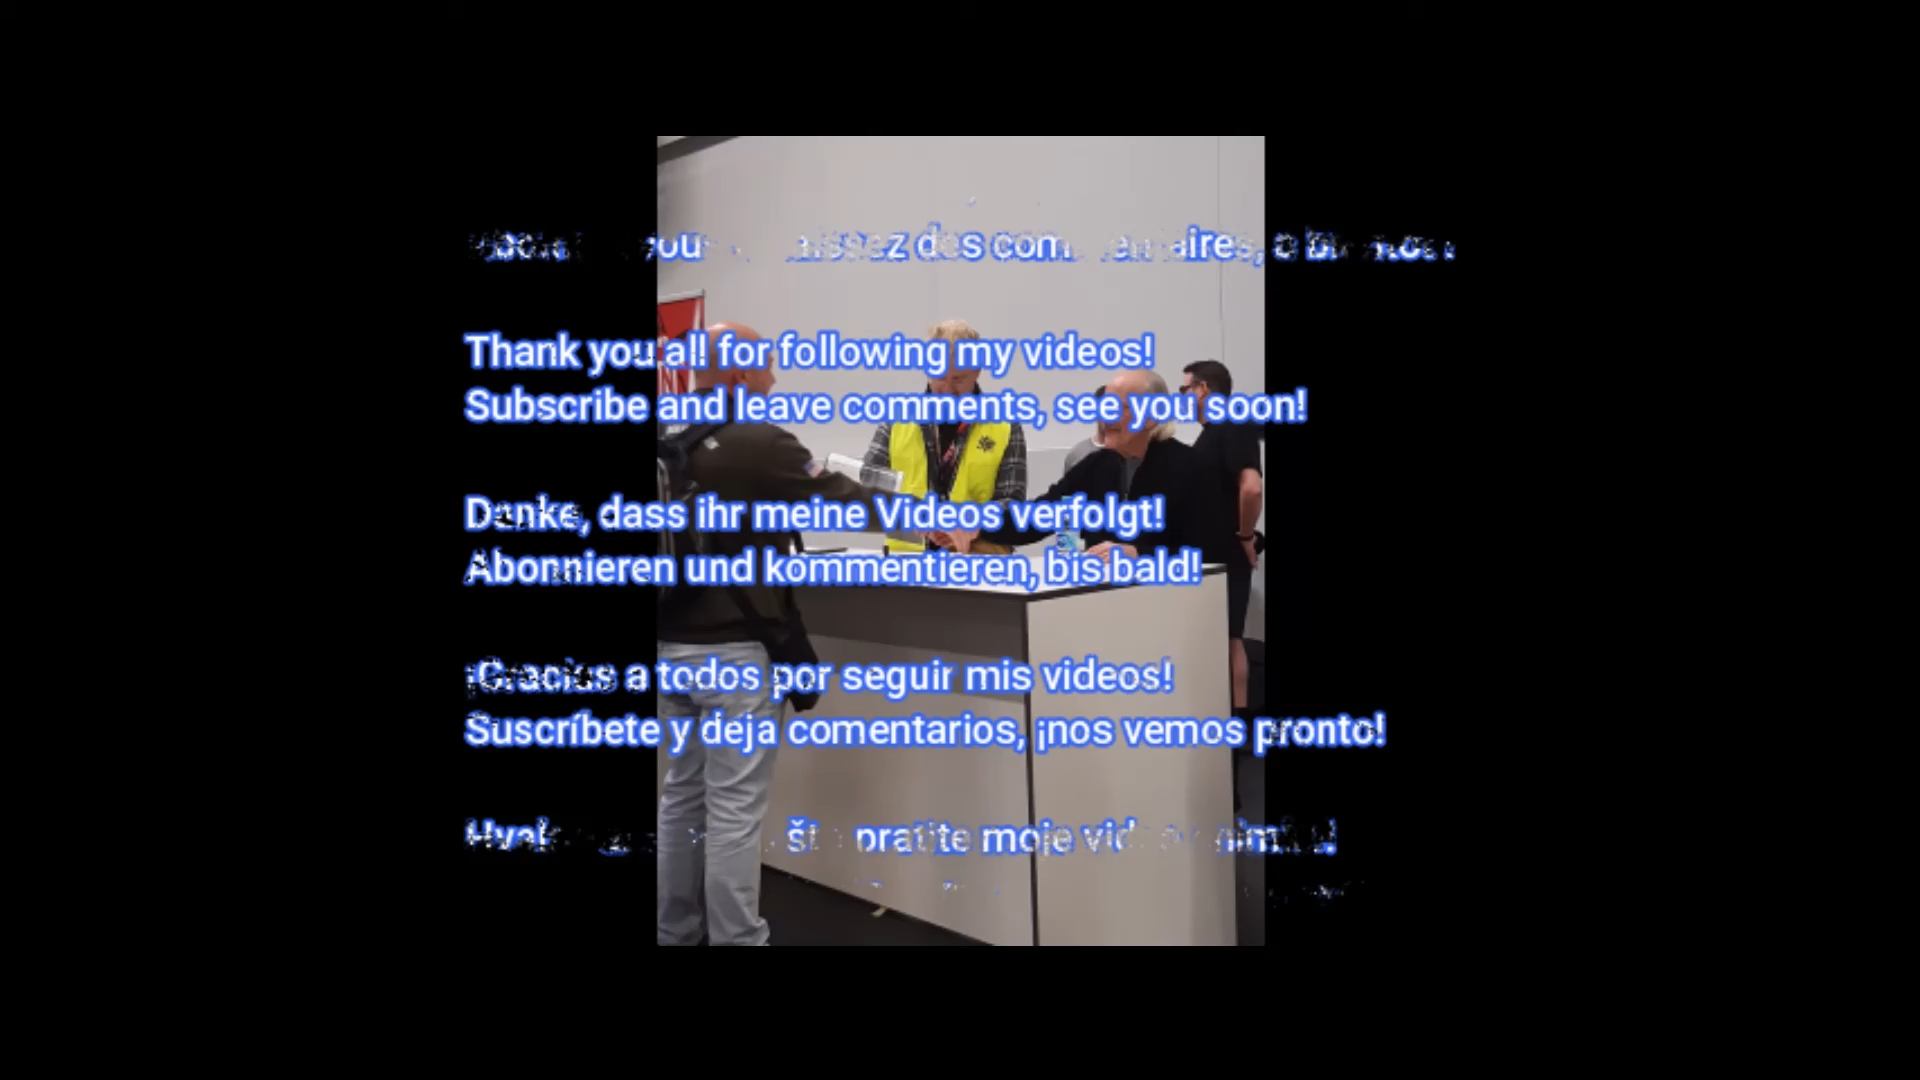 des
Thank you all for following my videos!
Subscribe and leave comments, see you soon!
Danke, dass ihr meine Videos verfolgt!
Abonnieren und kommentieren, bis bald!
¡Gracias a todos por seguir mis videos!
Suscríbete y deja comentarios, ¡nos vemos pronto!
pratite moje